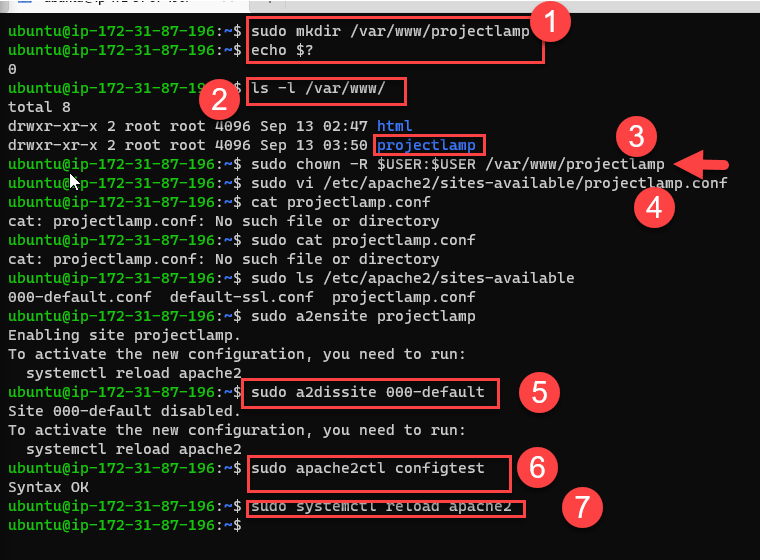 ubuntu@ip-172-31-87-196:~$ sudo mkdir /var/www/projectlamp 1
ubuntu@ip-172-31-87-196:~$ echo $?
0
ubuntu@ip-172-31-87-196:~$ ls -l /var/www/
2
total 8
drwxr-xr-x 2 root root 4096 Sep 13 02:47 html
drwxr-xr-x 2 root root 4096 Sep 13 03:50 projectlamp
3
ubuntu@ip-172-31-87-196:~$ sudo chown -R $USER:$USER /var/www/projectlamp
ubuntu@ip-172-31-87-196:~$ sudo vi /etc/apache2/sites-available/projectlamp.conf
ubuntu@ip-172-31-87-196:~$ cat projectlamp.conf 4
cat: projectlamp.conf: No such file or directory
ubuntu@ip-172-31-87-196:~$ sudo cat projectlamp.conf
cat: projectlamp.conf: No such file or directory
ubuntu@ip-172-31-87-196:~$ sudo ls /etc/apache2/sites-available
000-default.conf  default-ssl.conf  projectlamp.conf
ubuntu@ip-172-31-87-196:~$ sudo a2ensite projectlamp
Enabling site projectlamp.
To activate the new configuration, you need to run:
  systemctl reload apache2
ubuntu@ip-172-31-87-196:~$ sudo a2dissite 000-default 5
Site 000-default disabled.
To activate the new configuration, you need to run:
  systemctl reload apache2
ubuntu@ip-172-31-87-196:~$ sudo apache2ctl configtest 6
Syntax OK
ubuntu@ip-172-31-87-196:~$ sudo systemctl reload apache2 7
ubuntu@ip-172-31-87-196:~$